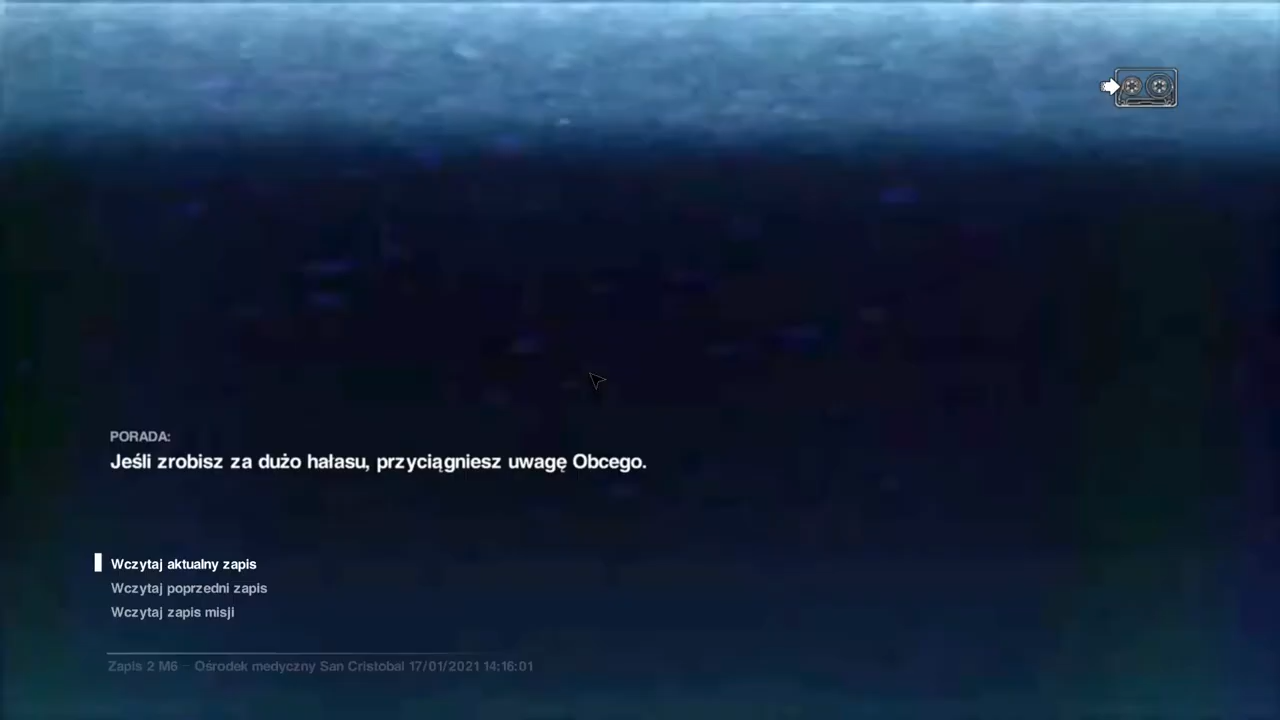 PORADA:
Jeśli zrobisz za dużo hałasu, przyciągniesz uwagę Obcego.
Wczytaj aktualny zapis
Wczytaj poprzedni zapis
Wczytaj zapis misji
Zapis 2 M6 - Ośrodek medyczny San Cristobal 17/01/2021 14:16:01